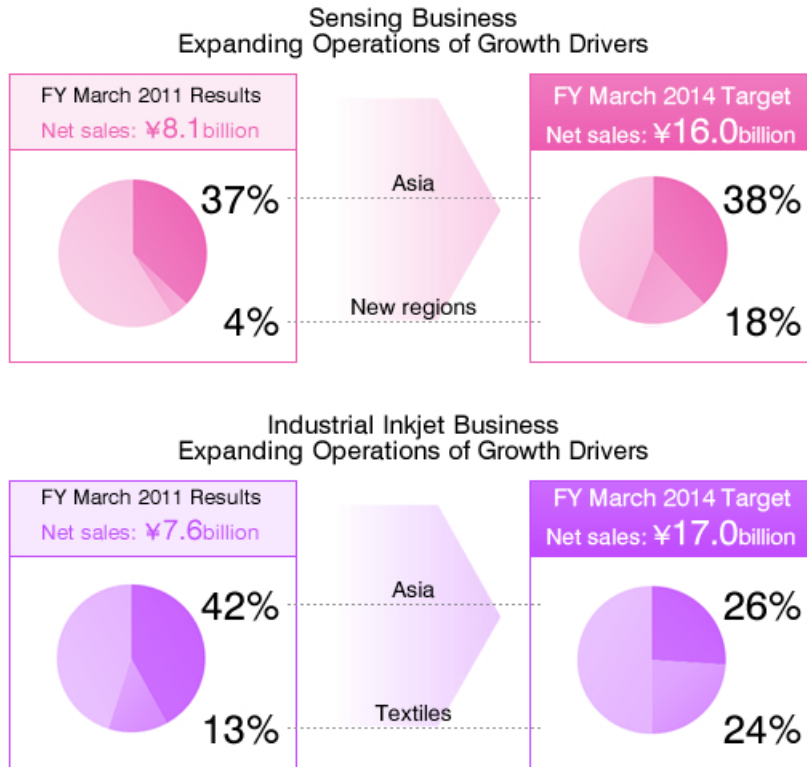 Sensing Business
Expanding Operations of Growth Drivers
FY March 2011 Results
Net sales: ¥8.1billion
FY March 2014 Target
Net sales: ¥16.0billion
37%
Asia
38%
4%
New regions
18%
Industrial Inkjet Business
Expanding Operations of Growth Drivers
FY March 2011 Results
Net sales: ¥7.6billion
FY March 2014 Target
Net sales: ¥17.0billion
42%
Asia
26%
13%
Textiles
24%